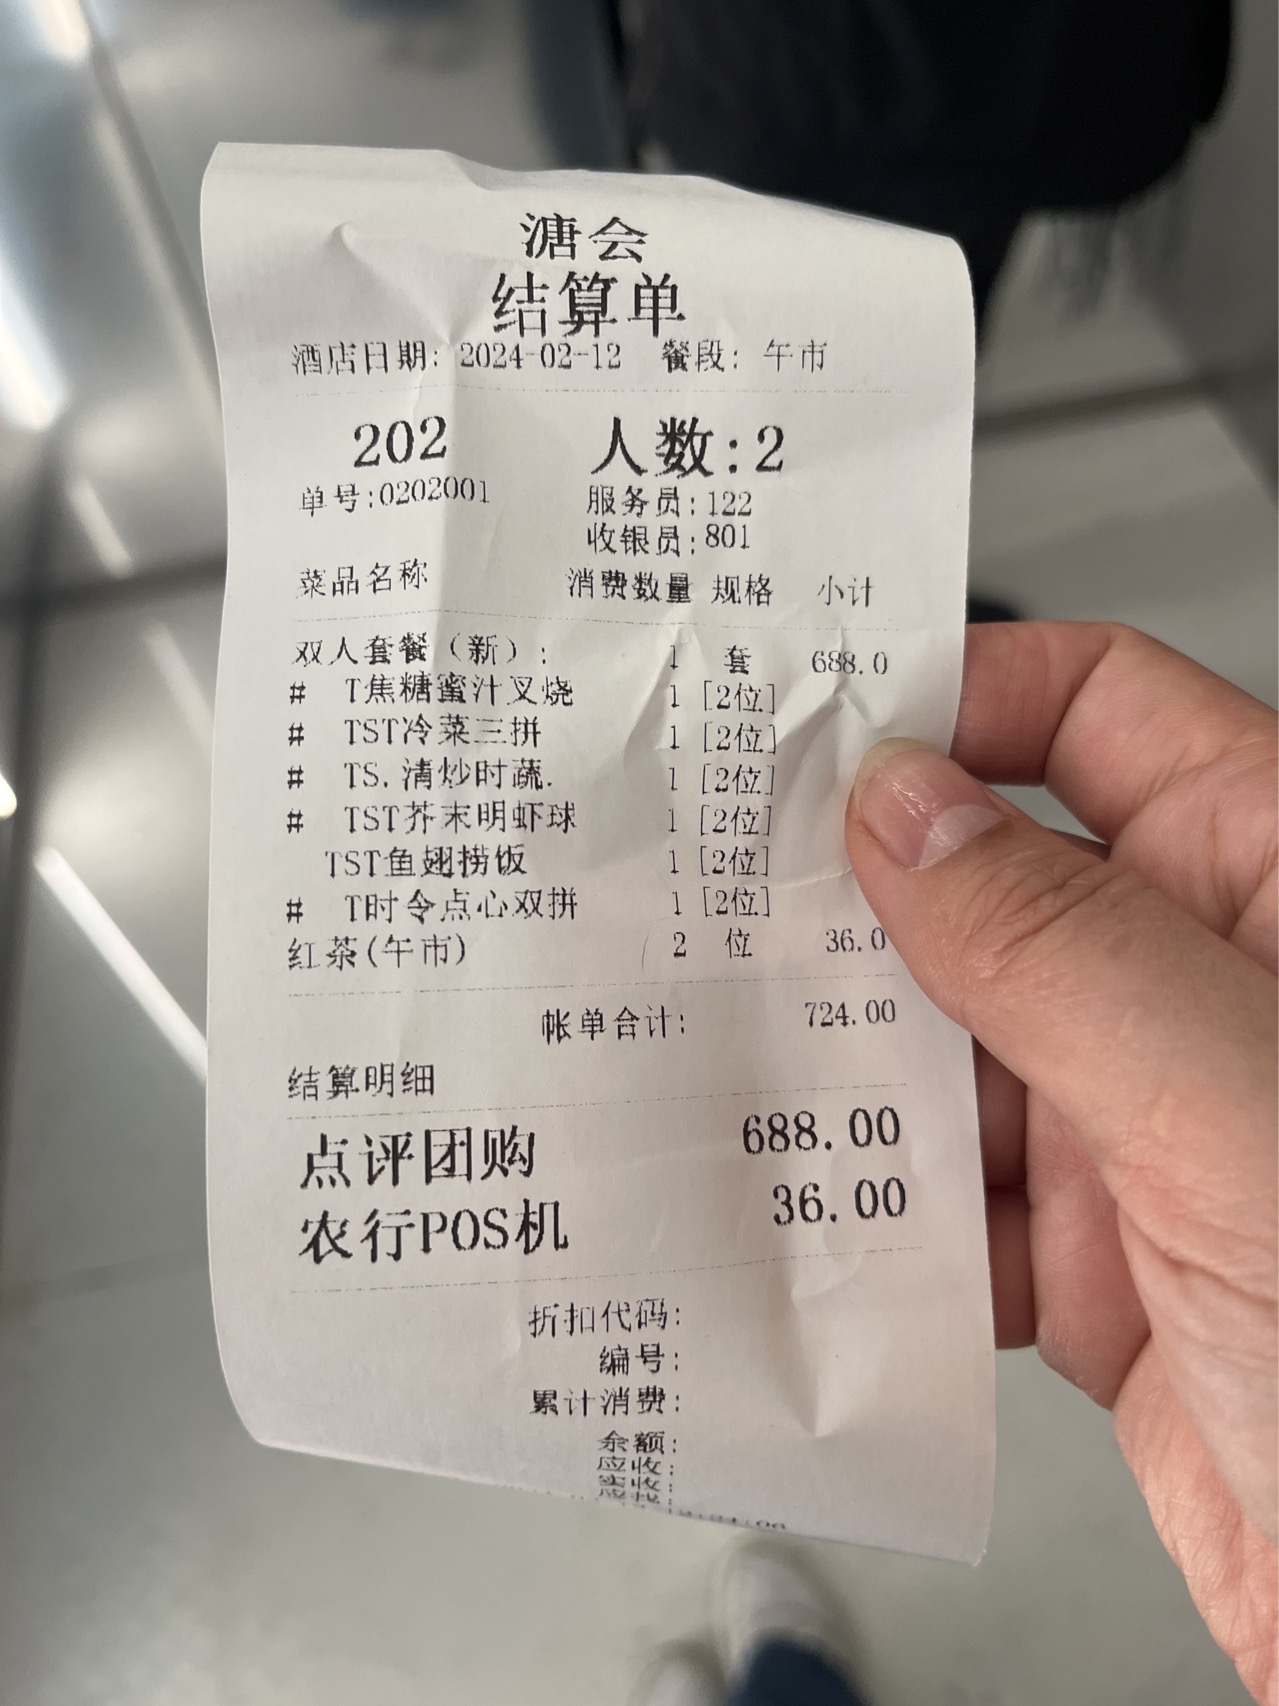 溏会
结算单
酒店日期: 2024-02-12 餐段: 午市
202 人数:2
单号:0202001 服务员:122
收银员:801
菜品名称 消费数量 规格 小计
双人套餐（新）: 1 套 688.0
# T焦糖蜜汁叉烧 1 [2位]
# TST冷菜三拼 1 [2位]
# TS.清炒时蔬. 1 [2位]
# TST芥末明虾球 1 [2位]
TST鱼翅捞饭 1 [2位]
# T时令点心双拼 1 [2位]
红茶(午市) 2 位 36.0
帐单合计: 724.00
结算明细
点评团购 688.00
农行POS机 36.00
折扣代码:
编号:
累计消费:
余额:
应收:
实收:
应找: